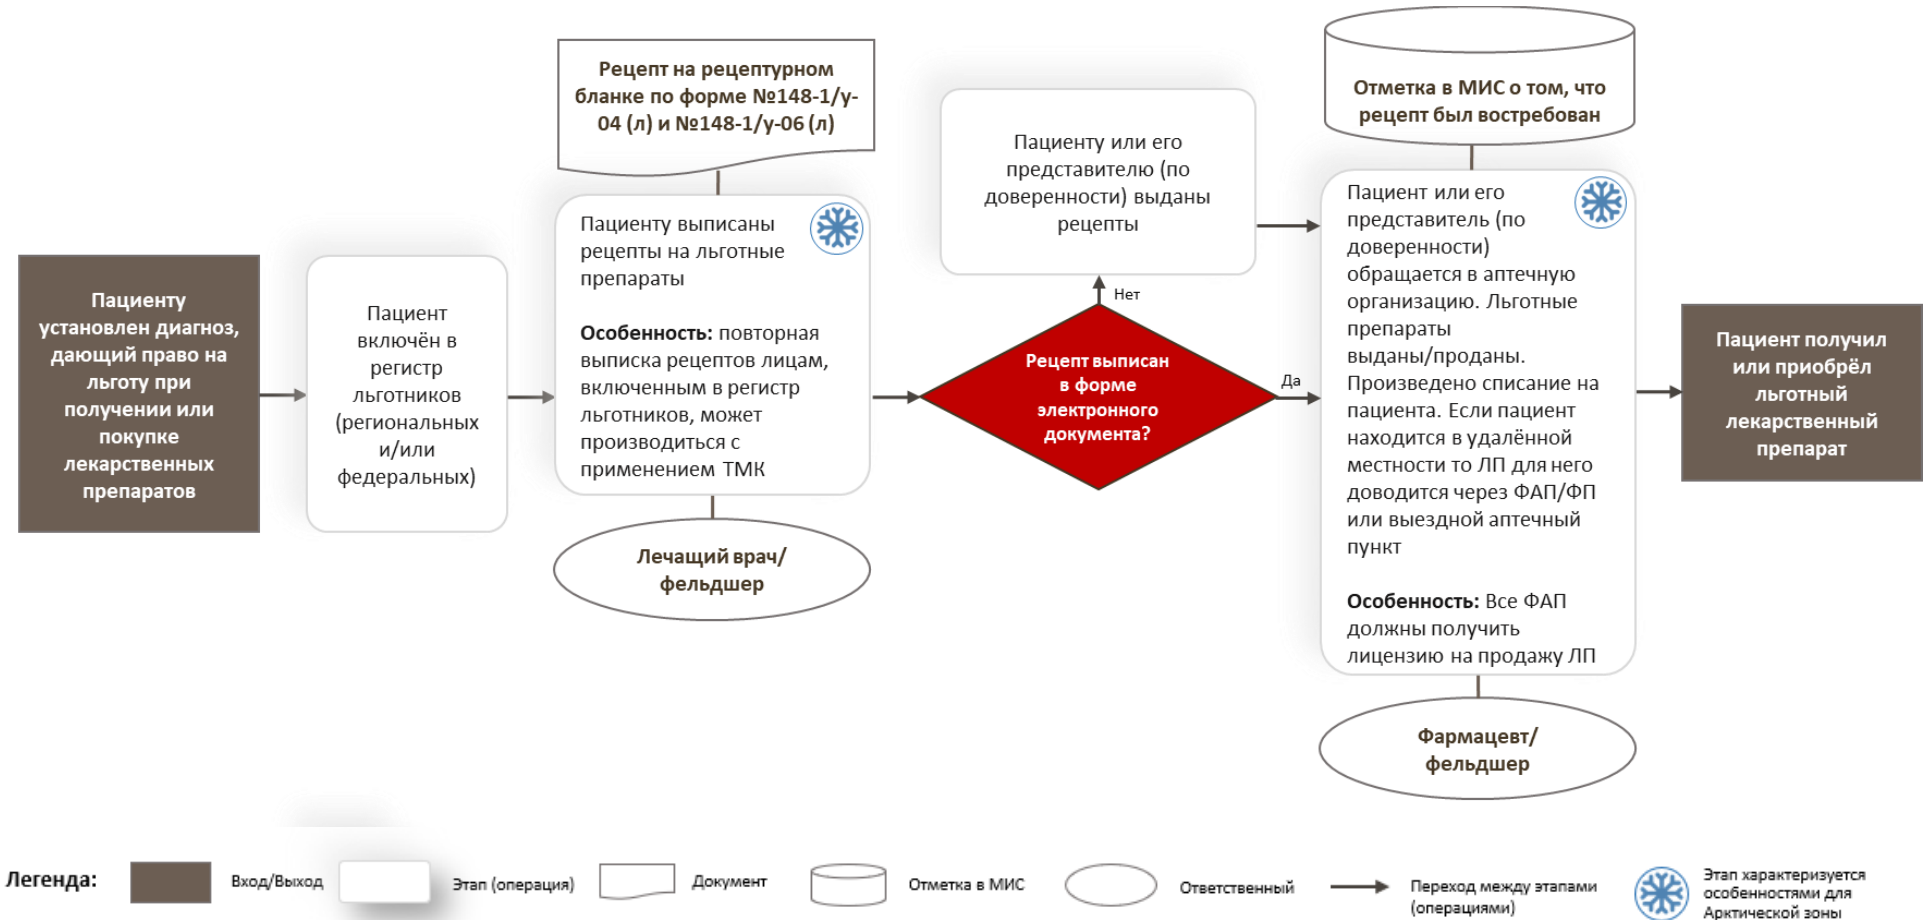 Пациенту
установлен диагноз,
дающий право на
льготу при
получении или
покупке
лекарственных
препаратов
Пациент
включён в
регистр
льготников
(региональных
и/или
федеральных)
Рецепт на рецептурном
бланке по форме №148-1/у-
04 (л) и №148-1/у-06 (л)
Пациенту выписаны
рецепты на льготные
препараты
Особенность: повторная
выписка рецептов лицам,
включенным в регистр
льготников, может
производиться с
применением ТМК
Лечащий врач/
фельдшер
Рецепт выписан
в форме
электронного
документа?
Нет
Да
Пациенту или его
представителю (по
доверенности) выданы
рецепты
Отметка в МИС о том, что
рецепт был востребован
Пациент или его
представитель (по
доверенности)
обращается в аптечную
организацию. Льготные
препараты
выданы/проданы.
Произведено списание на
пациента. Если пациент
находится в удалённой
местности то ЛП для него
доводится через ФАП/ФП
или выездной аптечный
пункт
Особенность: Все ФАП
должны получить
лицензию на продажу ЛП
Фармацевт/
фельдшер
Пациент получил
или приобрёл
льготный
лекарственный
препарат
Легенда:
Вход/Выход
Этап (операция)
Документ
Отметка в МИС
Ответственный
Переход между этапами
(операциями)
Этап характеризуется
особенностями для
Арктической зоны